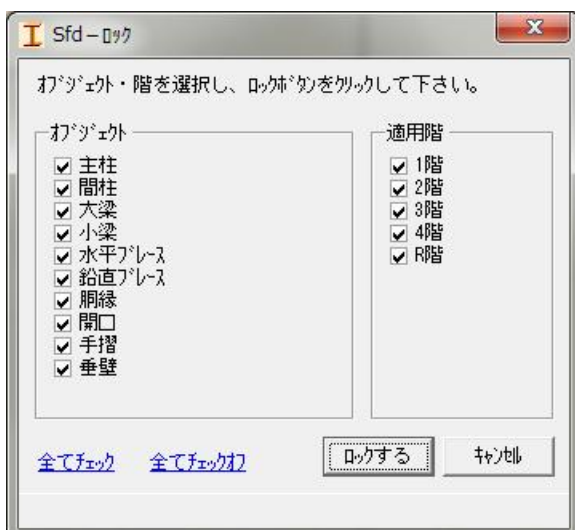 Sfd－ﾛｯｸ
ｵﾌﾞｼﾞｪｸﾄ・階を選択し、ﾛｯｸﾎﾞﾀﾝをｸﾘｯｸして下さい。
ｵﾌﾞｼﾞｪｸﾄ
主柱
間柱
大梁
小梁
水平ﾌﾞﾚｰｽ
鉛直ﾌﾞﾚｰｽ
胴縁
開口
手摺
垂壁
適用階
1階
2階
3階
4階
R階
全てﾁｪｯｸ 全てﾁｪｯｸｵﾌ
ﾛｯｸする ｷｬﾝｾﾙ